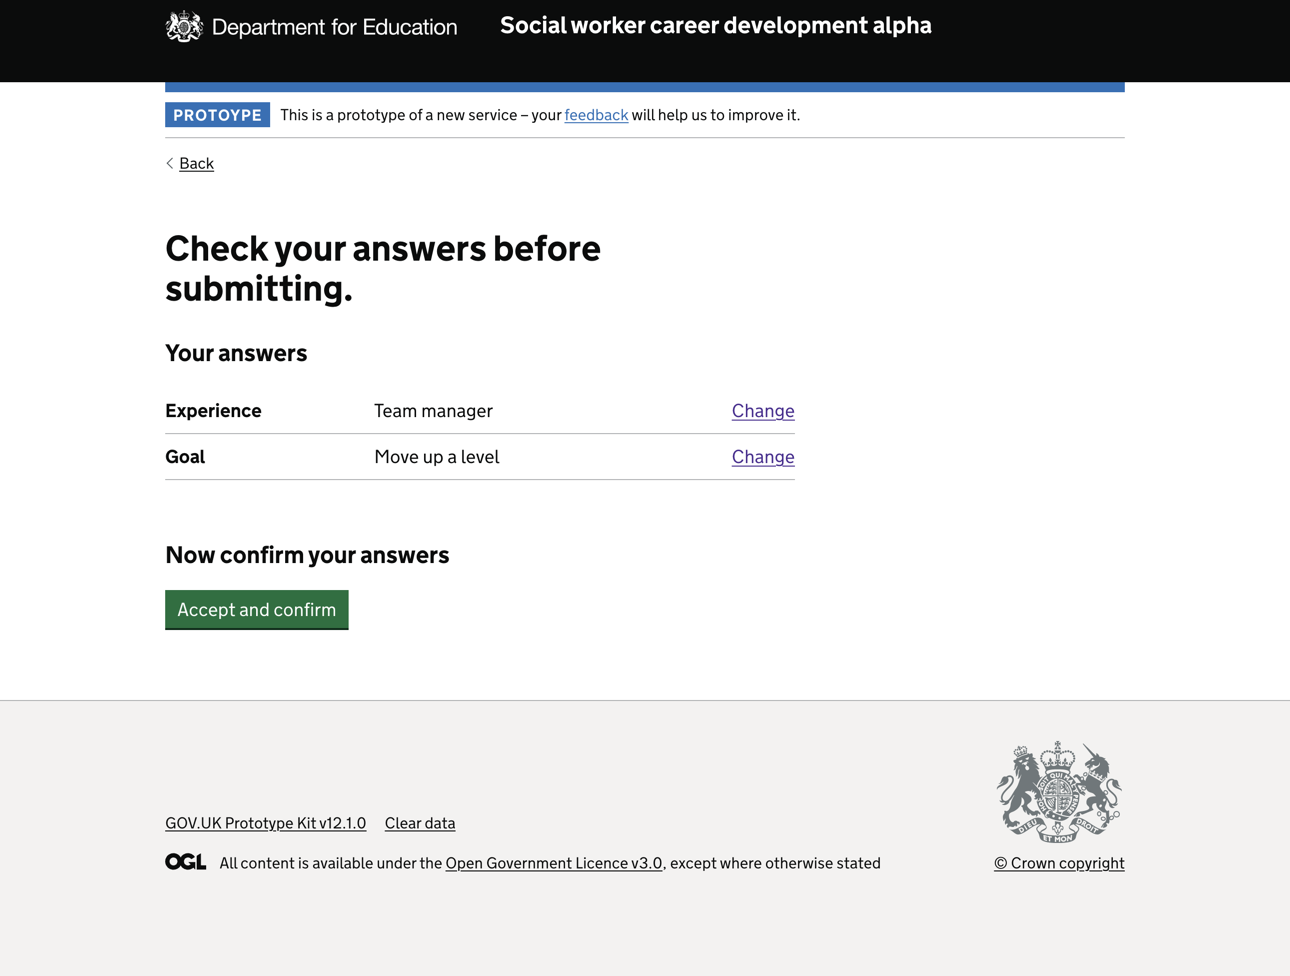 Department for Education
Social worker career development alpha
PROTOYPE
This is a prototype of a new service – your feedback will help us to improve it.
Back
Check your answers before
submitting.
Your answers
Experience Team manager Change
Goal Move up a level Change
Now confirm your answers
Accept and confirm
GOV.UK Prototype Kit v12.1.0 Clear data
OGL All content is available under the Open Government Licence v3.0, except where otherwise stated
© Crown copyright